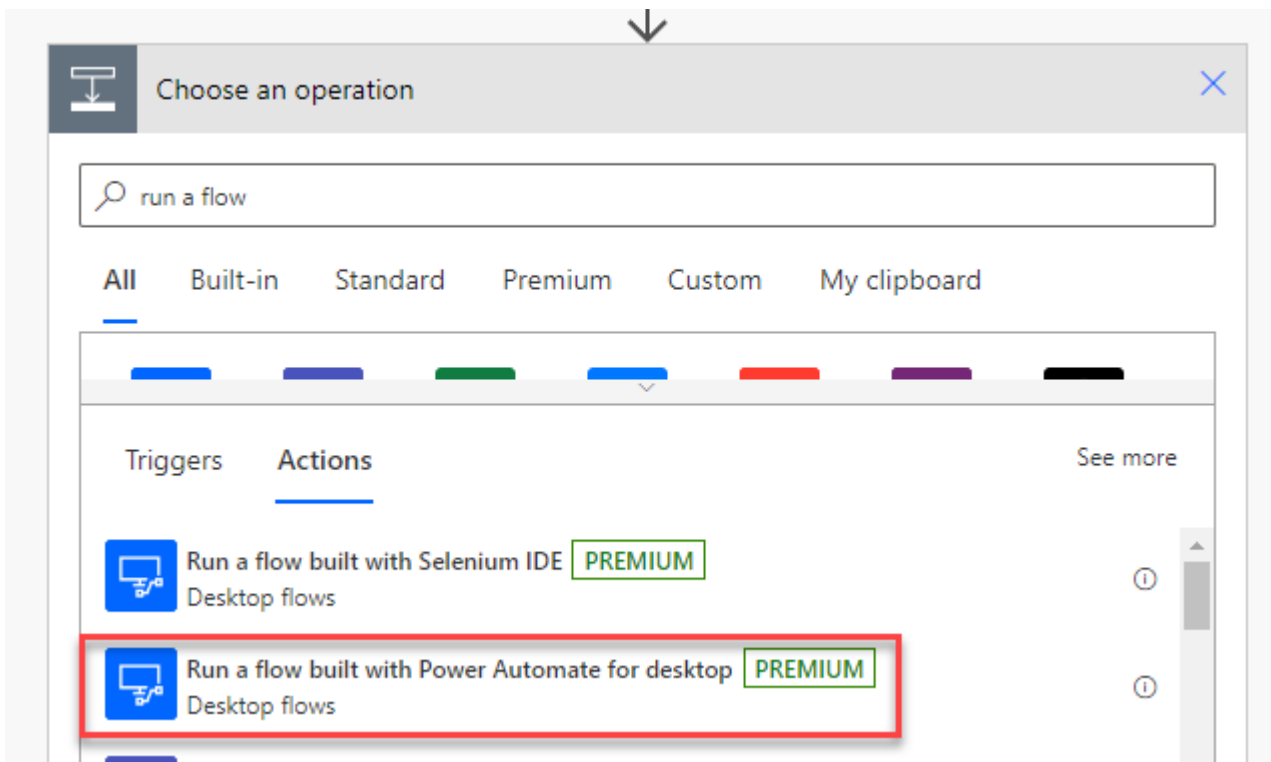 Choose an operation
run a flow
All Built-in Standard Premium Custom My clipboard
Triggers Actions See more
Run a flow built with Selenium IDE PREMIUM
Desktop flows
Run a flow built with Power Automate for desktop PREMIUM
Desktop flows